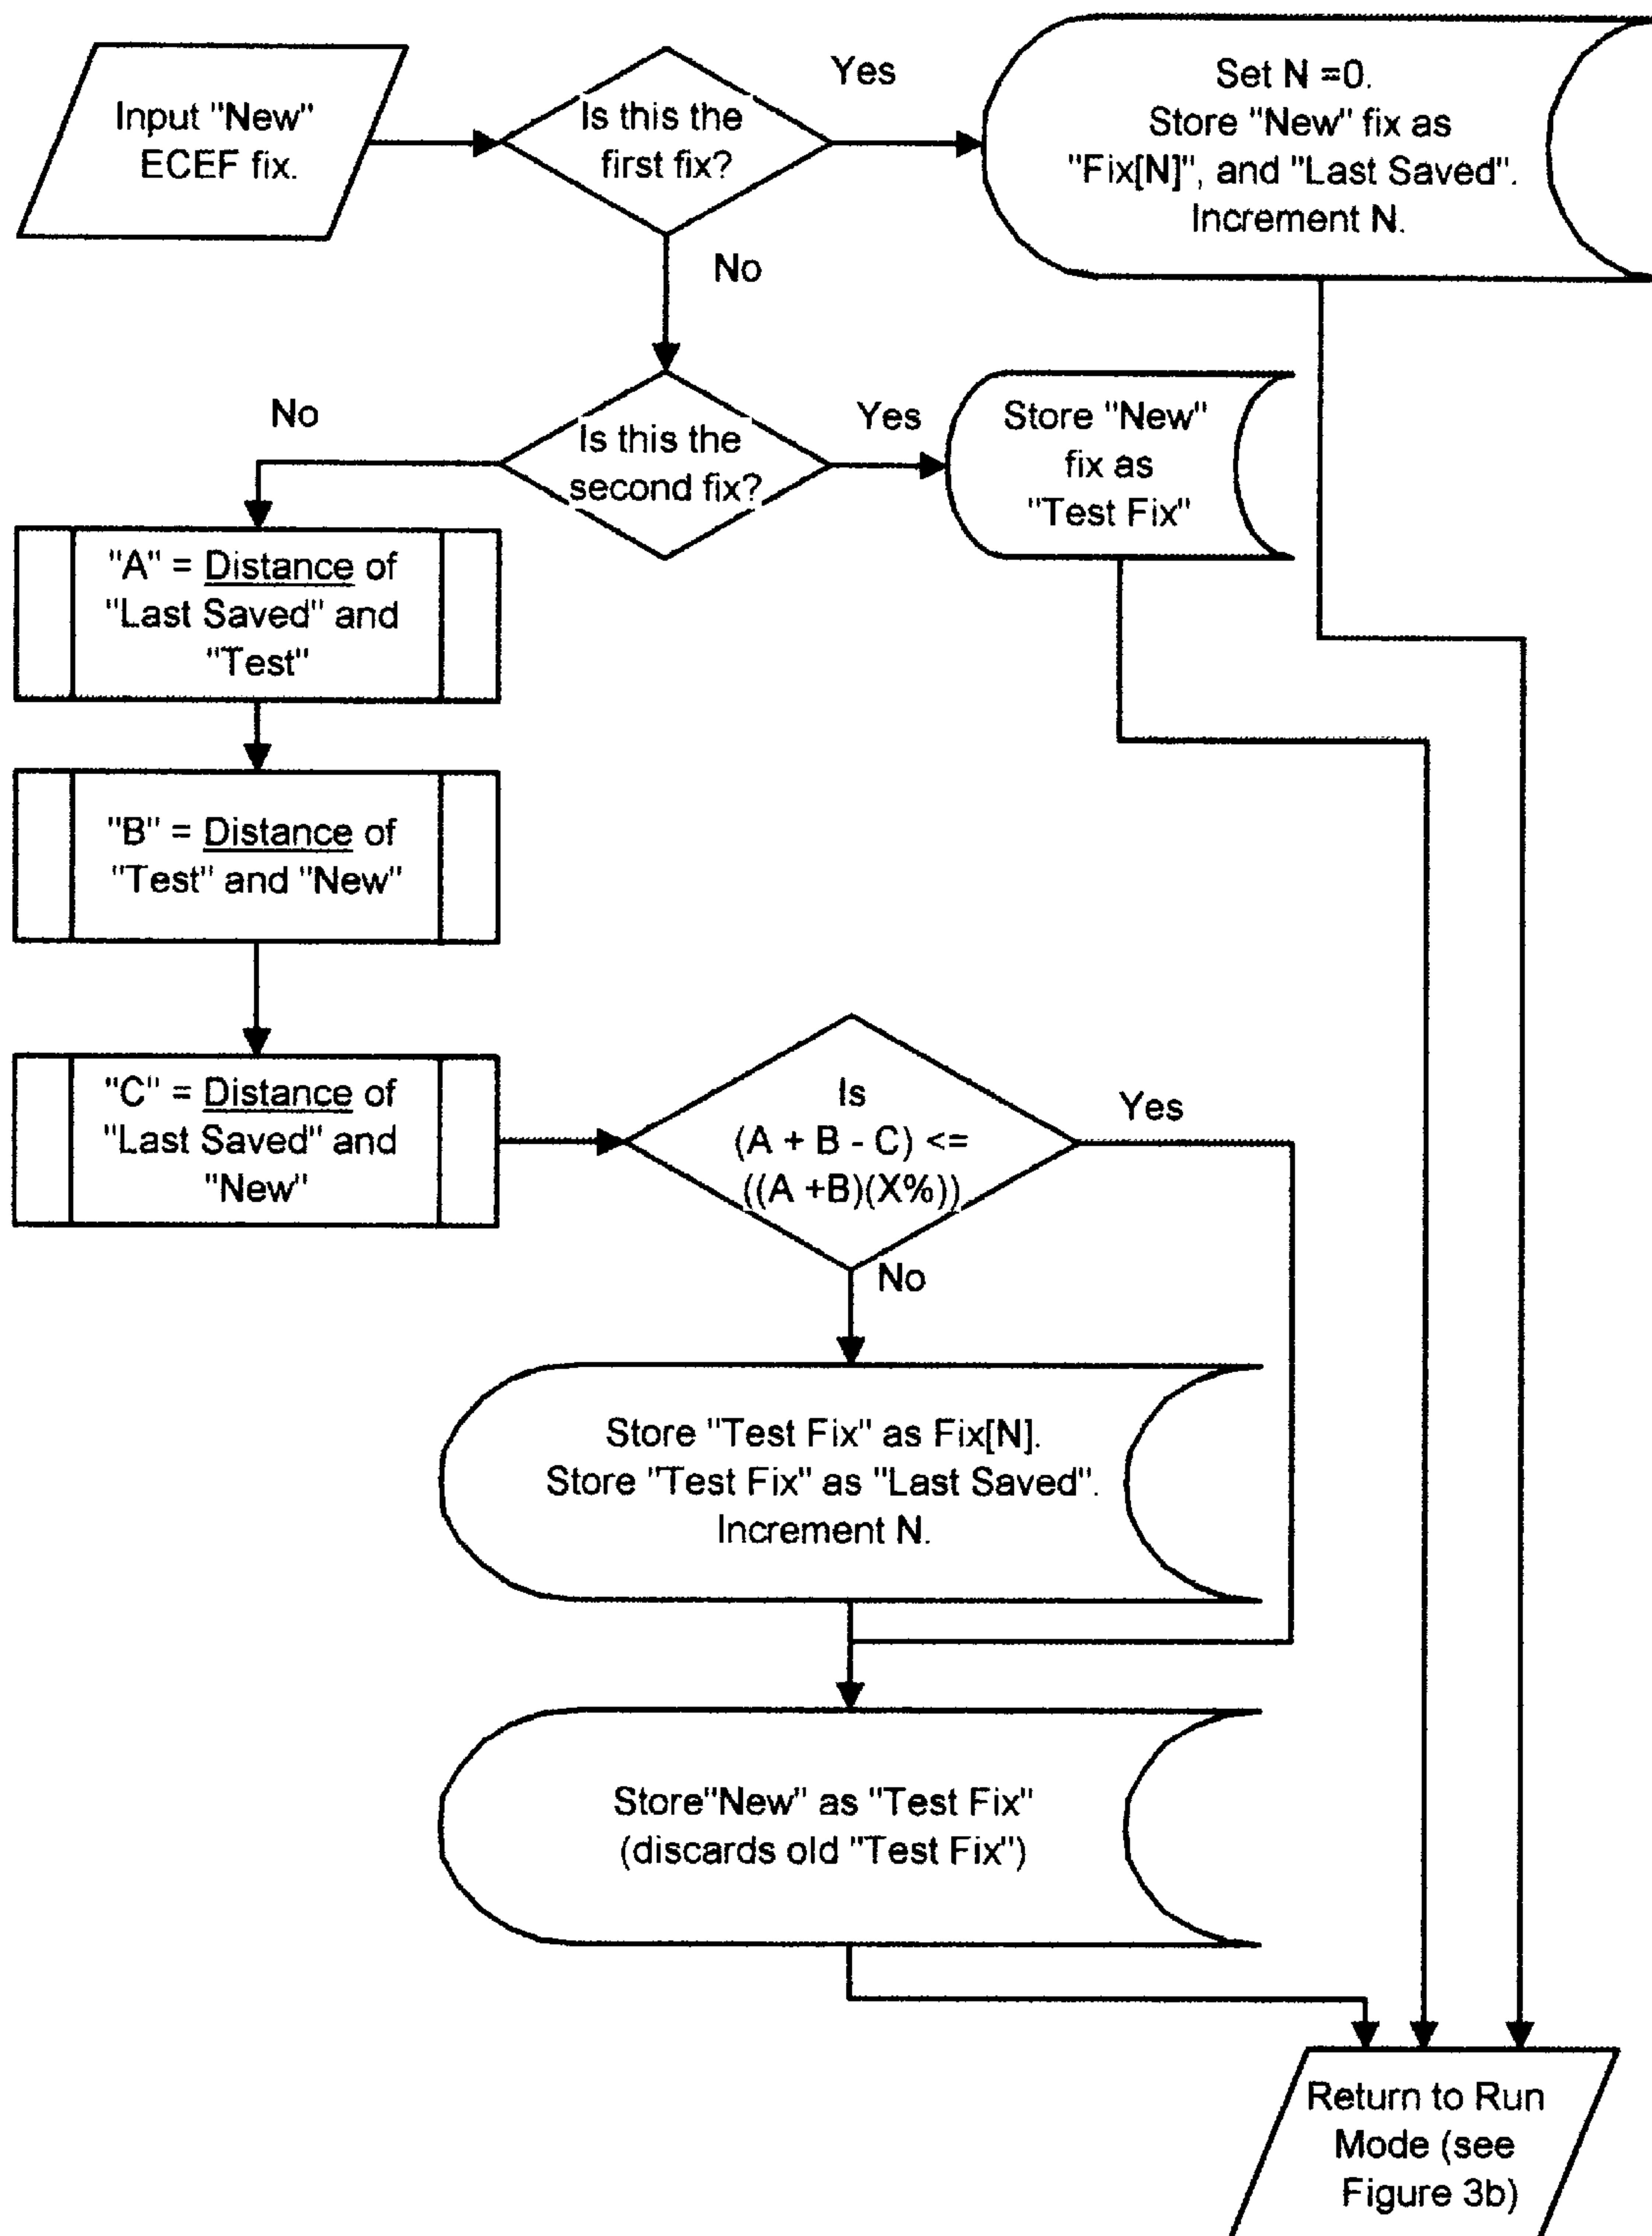 Input "New"
ECEF fix.
Is this the
first fix?
Yes
Set N =0.
Store "New" fix as
"Fix[N]", and "Last Saved".
Increment N.
No
Is this the
second fix?
Yes
Store "New"
fix as
"Test Fix"
No
"A" = Distance of
"Last Saved" and
"Test"
"B" = Distance of
"Test" and "New"
"C" = Distance of
"Last Saved" and
"New"
Is
(A + B - C) <=
((A +B)(X%))
Yes
No
Store "Test Fix" as Fix[N].
Store "Test Fix" as "Last Saved".
Increment N.
Store"New" as "Test Fix"
(discards old "Test Fix")
Return to Run
Mode (see
Figure 3b)